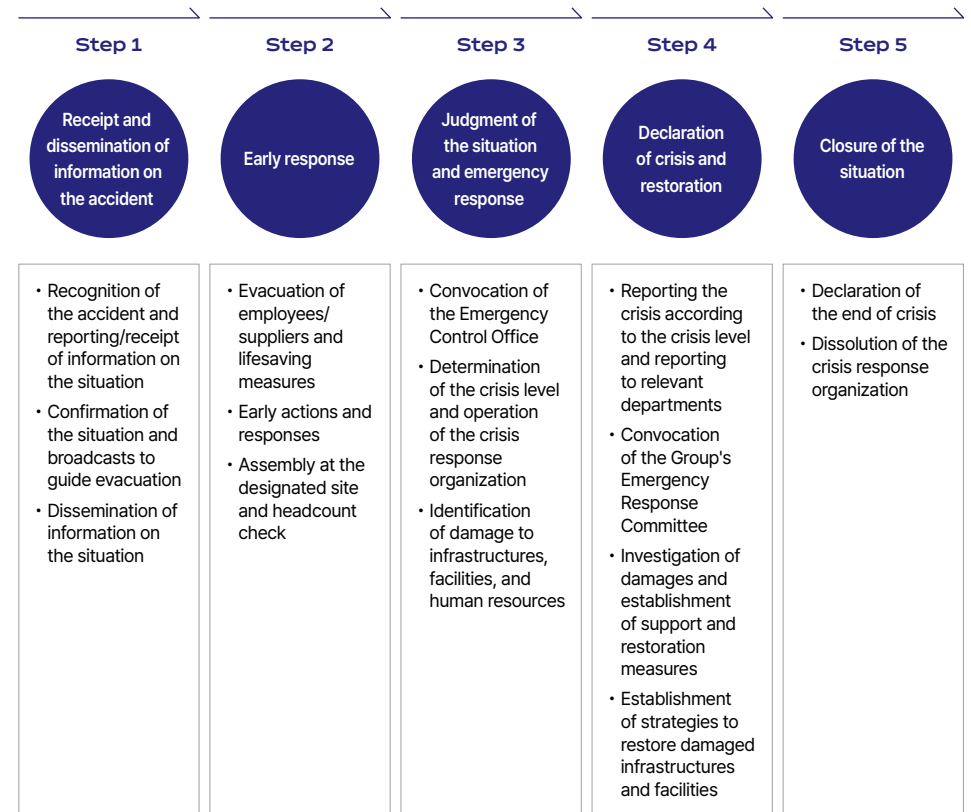 Step 1
Receipt and
dissemination of
information on
the accident
• Recognition of
the accident and
reporting/receipt
of information on
the situation
• Confirmation of
the situation and
broadcasts to
guide evacuation
• Dissemination of
information on
the situation
Step 2
Early response
• Evacuation of
employees/
suppliers and
lifesaving
measures
• Early actions and
responses
• Assembly at the
designated site
and headcount
check
Step 3
Judgment of
the situation
and emergency
response
• Convocation of
the Emergency
Control Office
• Determination
of the crisis level
and operation
of the crisis
response
organization
• Identification
of damage to
infrastructures,
facilities, and
human resources
Step 4
Declaration
of crisis and
restoration
• Reporting the
crisis according
to the crisis level
and reporting
to relevant
departments
• Convocation
of the Group's
Emergency
Response
Committee
• Investigation of
damages and
establishment
of support and
restoration
measures
• Establishment
of strategies to
restore damaged
infrastructures
and facilities
Step 5
Closure of the
situation
• Declaration of
the end of crisis
• Dissolution of the
crisis response
organization